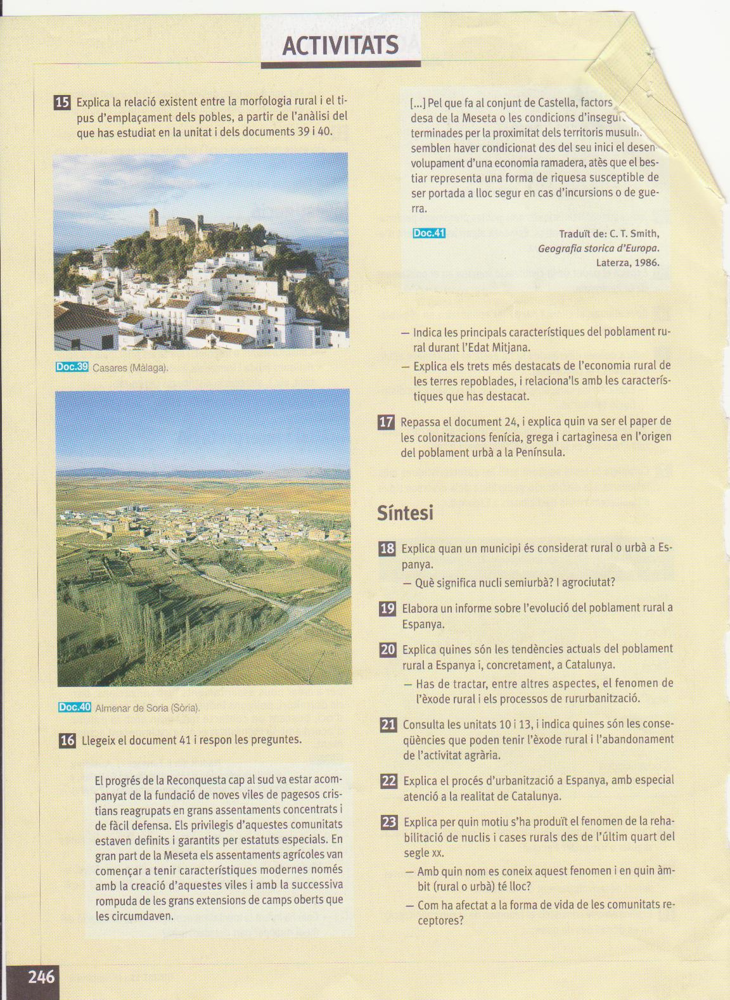 ACTIVITATS
15 Explica la relació existent entre la morfologia rural i el ti-
pus d'emplaçament dels pobles, a partir de l'anàlisi del
que has estudiat en la unitat i dels documents 39 i 40.
Doc.39 Casares (Màlaga).
Doc.40 Almenar de Soria (Sòria).
16 Llegeix el document 41 i respon les preguntes.
El progrés de la Reconquesta cap al sud va estar acom-
panyat de la fundació de noves viles de pagesos cris-
tians reagrupats en grans assentaments concentrats i
de fàcil defensa. Els privilegis d'aquestes comunitats
estaven definits i garantits per estatuts especials. En
gran part de la Meseta els assentaments agrícoles van
començar a tenir característiques modernes només
amb la creació d'aquestes viles i amb la successiva
rompuda de les grans extensions de camps oberts que
les circumdaven.
[...] Pel que fa al conjunt de Castella, factors
desa de la Meseta o les condicions
terminades per la proximitat dels territoris
semblen haver condicionat des del seu inici el desen-
volupament d'una economia ramadera, atès que el bes-
tiar representa una forma de riquesa susceptible de
ser portada a lloc segur en cas d'incursions o de gue-
rra.
Doc.41 Traduït de: C. T. Smith,
Geografia storica d'Europa.
Laterza, 1986.
— Indica les principals característiques del poblament ru-
ral durant l'Edat Mitjana.
— Explica els trets més destacats de l'economia rural de
les terres repoblades, i relaciona'ls amb les caracterís-
tiques que has destacat.
17 Repassa el document 24, i explica quin va ser el paper de
les colonitzacions fenícia, grega i cartaginesa en l'origen
del poblament urbà a la Península.
Síntesi
18 Explica quan un municipi és considerat rural o urbà a Es-
panya.
— Què significa nucli semiurbà? I agrociutat?
19 Elabora un informe sobre l'evolució del poblament rural a
Espanya.
20 Explica quines són les tendències actuals del poblament
rural a Espanya i, concretament, a Catalunya.
— Has de tractar, entre altres aspectes, el fenomen de
l'èxode rural i els processos de rururbanització.
21 Consulta les unitats 10 i 13, i indica quines són les conse-
qüències que poden tenir l'èxode rural i l'abandonament
de l'activitat agrària.
22 Explica el procés d'urbanització a Espanya, amb especial
atenció a la realitat de Catalunya.
23 Explica per quin motiu s'ha produït el fenomen de la reha-
bilitació de nuclis i cases rurals des de l'últim quart del
segle XX.
— Amb quin nom es coneix aquest fenomen i en quin àm-
bit (rural o urbà) té lloc?
— Com ha afectat a la forma de vida de les comunitats re-
ceptores?
246